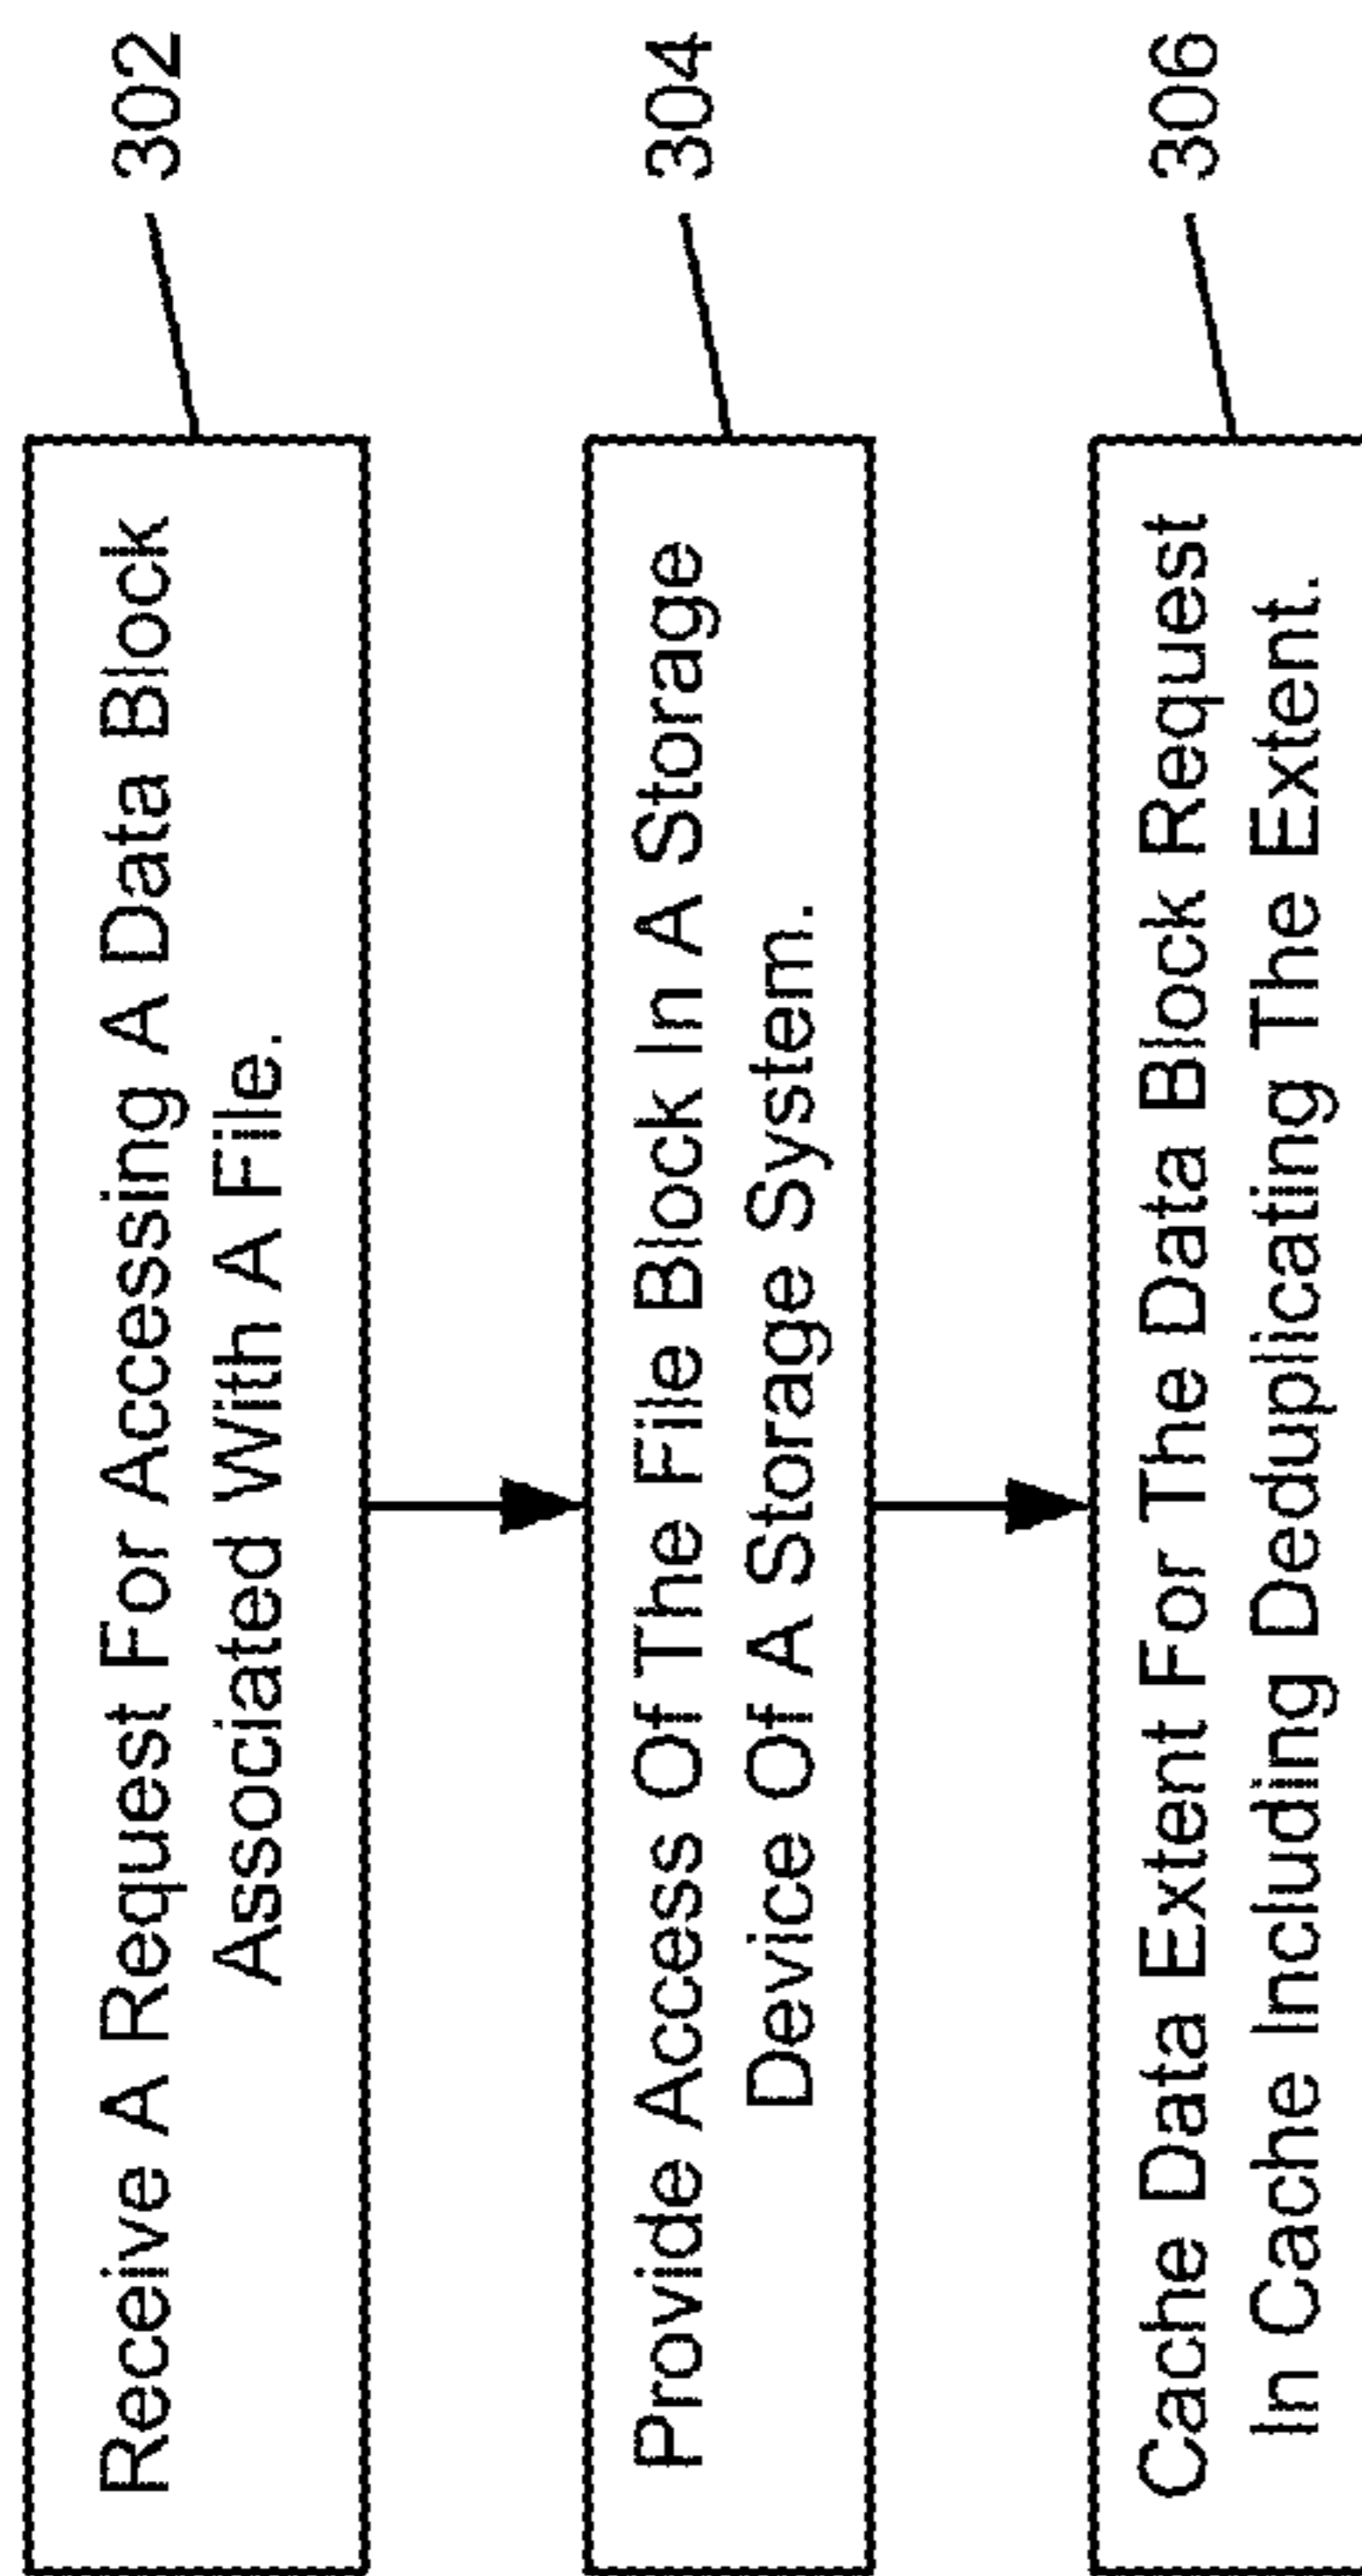 Receive A Request For Accessing A Data Block
Associated With A File.
302
Provide Access Of The File Block In A Storage
Device Of A Storage System.
304
Cache Data Extent For The Data Block Request
In Cache Including Deduplicating The Extent.
306